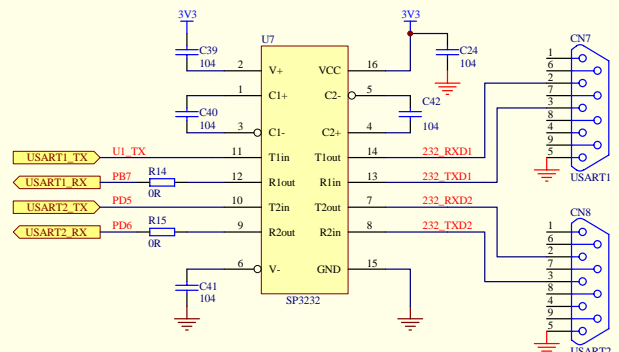 3V3
3V3
U7
CN7
C39
104
C24
104
2 V+ VCC 16
1 C1+ C2- 5
C40
104
C42
104
3 C1- C2+ 4
USART1_TX U1_TX 11 T1in T1out 14 232_RXD1
USART1_RX PB7 R14 0R 12 R1out R1in 13 232_TXD1
USART2_TX PD5 10 T2in T2out 7 232_RXD2
USART2_RX PD6 R15 0R 9 R2out R2in 8 232_TXD2
6 V- GND 15
C41
104
SP3232
1
6
2
7
3
8
4
9
5
USART1
CN8
1
6
2
7
3
8
4
9
5
USART2